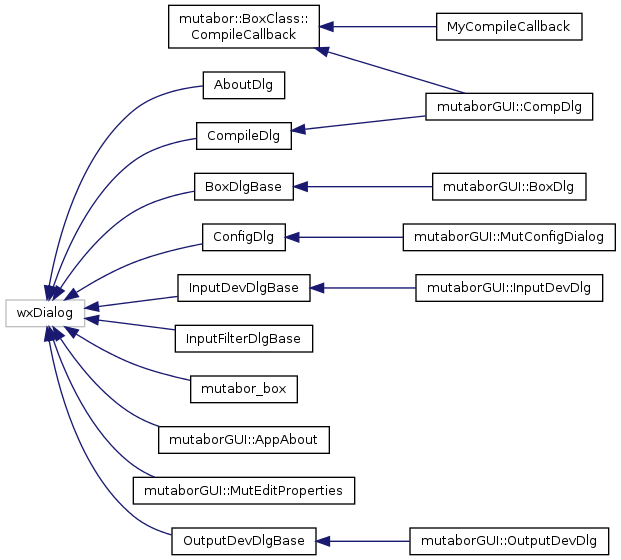 mutabor::BoxClass::
CompileCallback
MyCompileCallback
AboutDlg
mutaborGUI::CompDlg
CompileDlg
BoxDlgBase
mutaborGUI::BoxDlg
ConfigDlg
mutaborGUI::MutConfigDialog
InputDevDlgBase
mutaborGUI::InputDevDlg
wxDialog
InputFilterDlgBase
mutabor_box
mutaborGUI::AppAbout
mutaborGUI::MutEditProperties
OutputDevDlgBase
mutaborGUI::OutputDevDlg